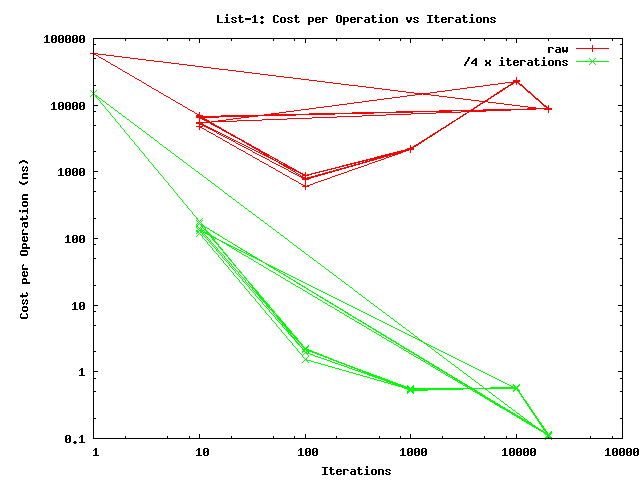 List-1: Cost per Operation vs Iterations
100000
raw
/4 x iterations
10000
1000
Cost per Operation (ns)
100
10
1
0.1
1
10
100
1000
10000
10000
Iterations